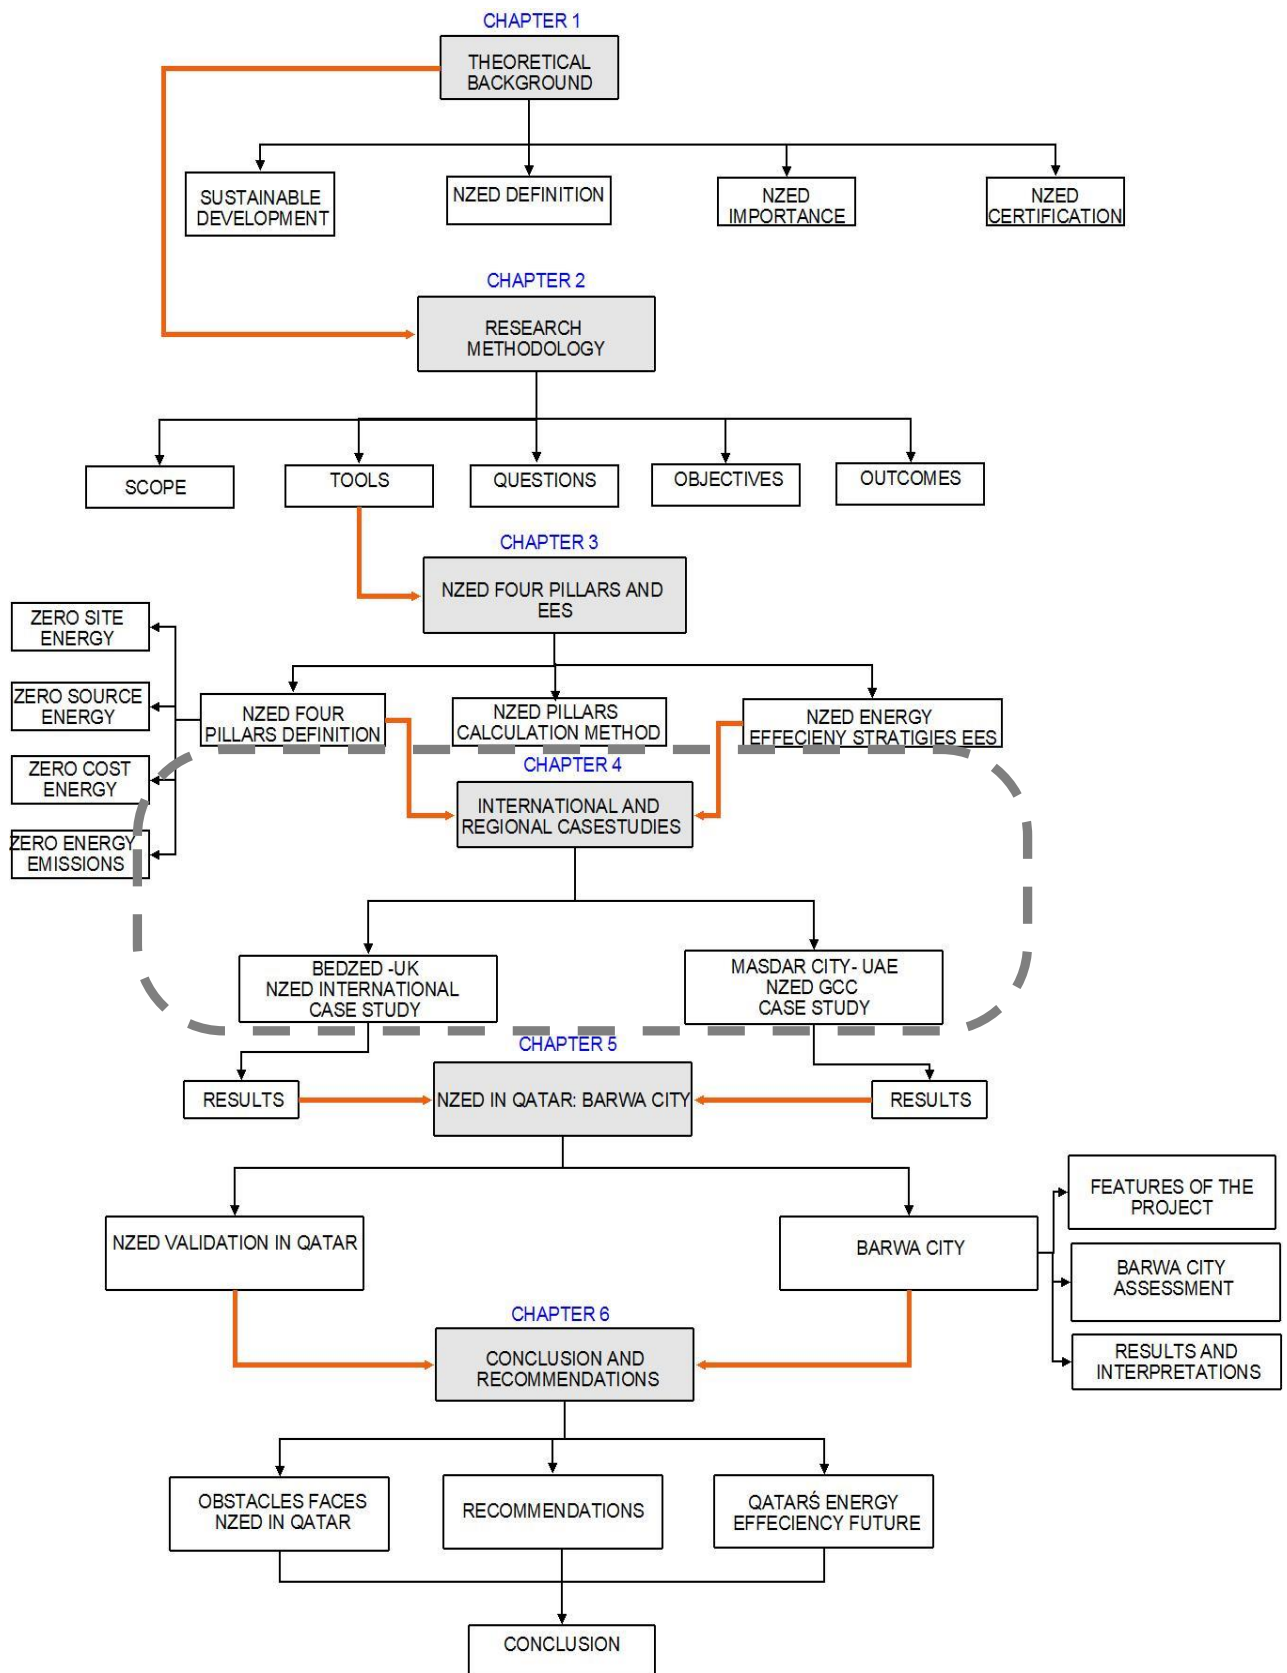 CHAPTER 1
THEORETICAL
BACKGROUND
SUSTAINABLE
DEVELOPMENT
NZED DEFINITION
NZED
IMPORTANCE
NZED
CERTIFICATION
CHAPTER 2
RESEARCH
METHODOLOGY
SCOPE
TOOLS
QUESTIONS
OBJECTIVES
OUTCOMES
CHAPTER 3
NZED FOUR PILLARS AND
EES
ZERO SITE
ENERGY
ZERO SOURCE
ENERGY
ZERO COST
ENERGY
ZERO ENERGY
EMISSIONS
NZED FOUR
PILLARS DEFINITION
NZED PILLARS
CALCULATION METHOD
NZED ENERGY
EFFECIENY STRATIGIES EES
CHAPTER 4
INTERNATIONAL AND
REGIONAL CASESTUDIES
BEDZED -UK
NZED INTERNATIONAL
CASE STUDY
MASDAR CITY- UAE
NZED GCC
CASE STUDY
CHAPTER 5
RESULTS
NZED IN QATAR: BARWA CITY
RESULTS
NZED VALIDATION IN QATAR
BARWA CITY
FEATURES OF THE
PROJECT
BARWA CITY
ASSESSMENT
RESULTS AND
INTERPRETATIONS
CHAPTER 6
CONCLUSION AND
RECOMMENDATIONS
OBSTACLES FACES
NZED IN QATAR
RECOMMENDATIONS
QATARŚ ENERGY
EFFECIENCY FUTURE
CONCLUSION